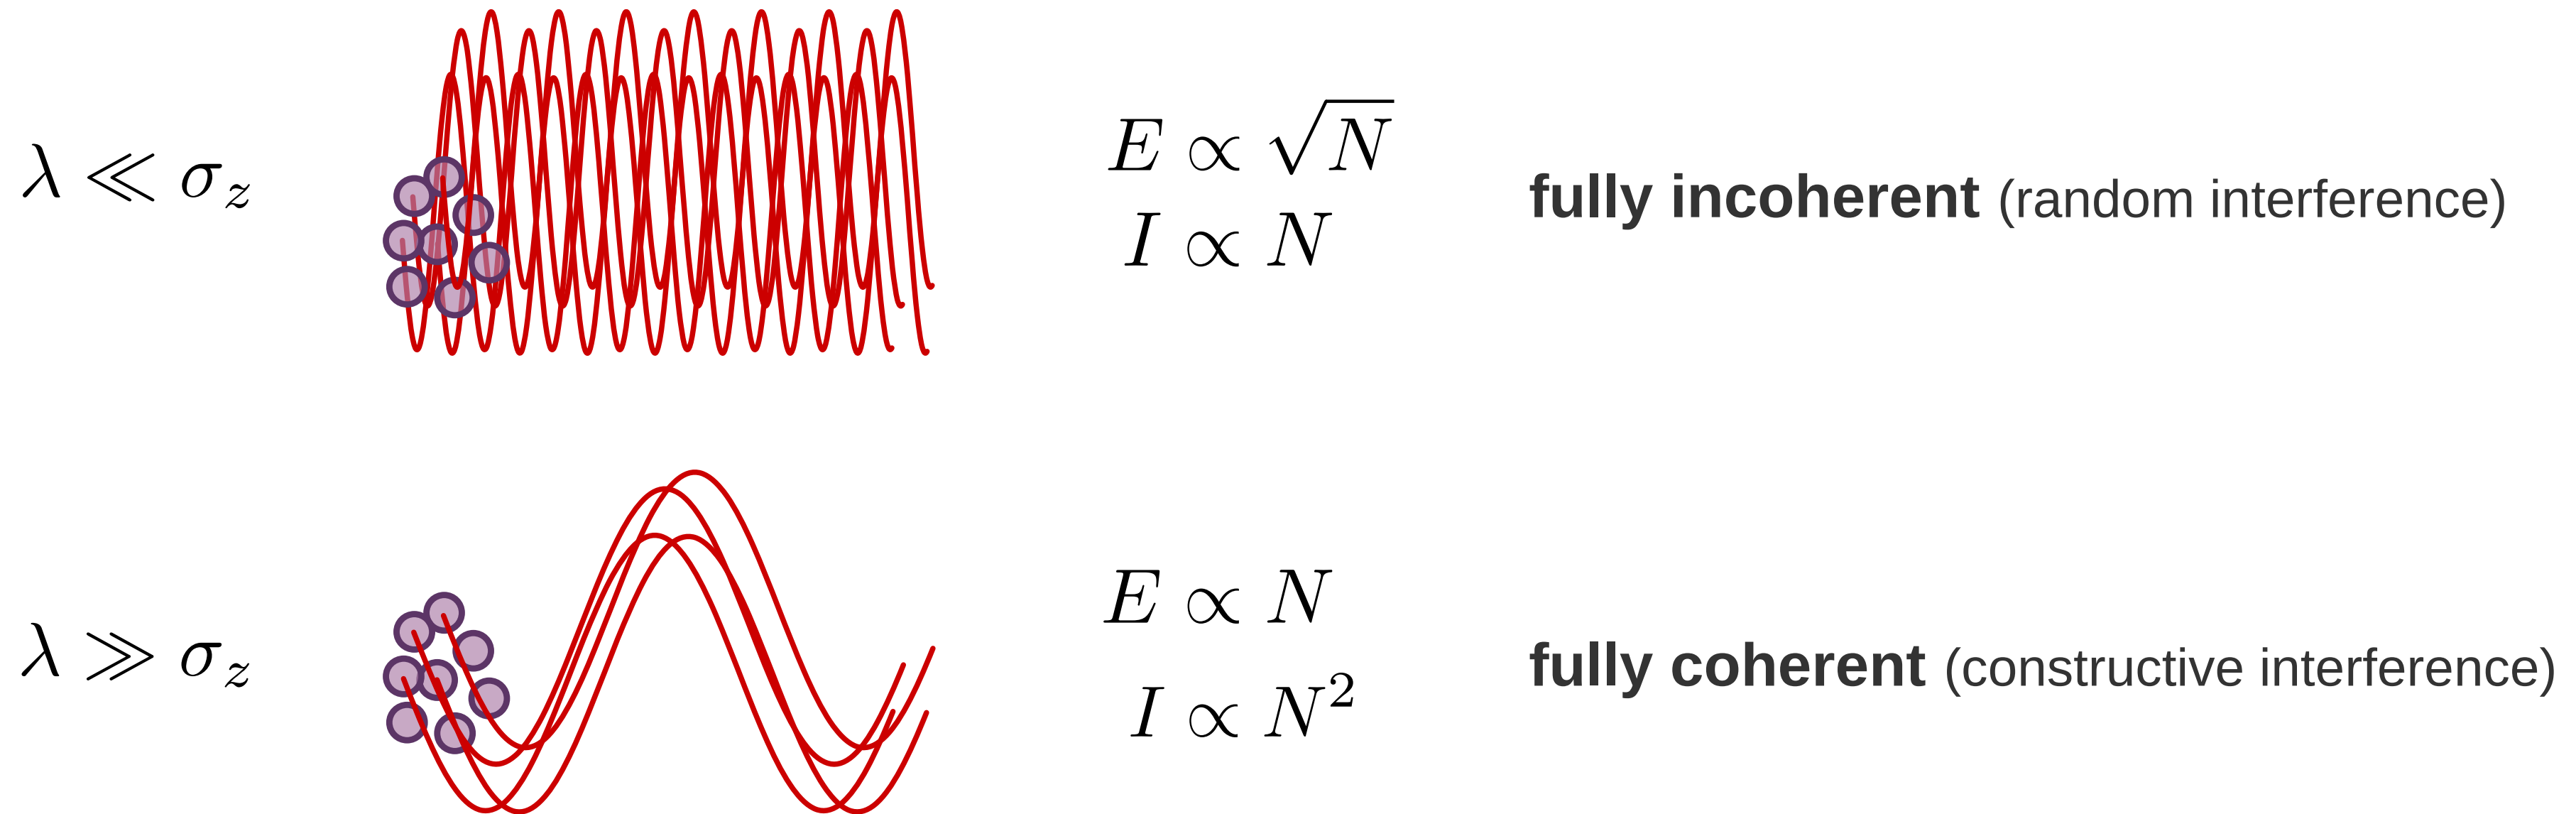 λ ≪ σ_z
E ∝ √N
I ∝ N
fully incoherent (random interference)
λ ≫ σ_z
E ∝ N
I ∝ N²
fully coherent (constructive interference)